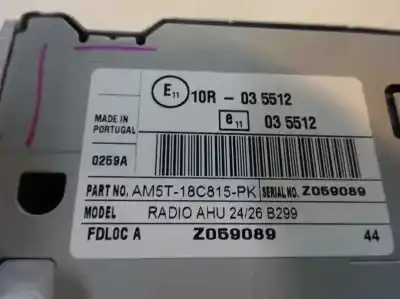 E11 10R - 03 5512
MADE IN PORTUGAL
e11 03 5512
0259A
PART NO. AM5T-18C815-PK SERIAL NO. Z059089
MODEL RADIO AHU 24/26 B299
FDLOC A Z059089 44